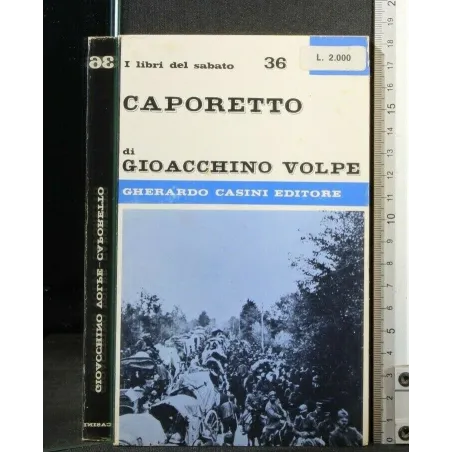 I libri del sabato 36
L. 2.000
CAPORETTO
di
GIOACCHINO VOLPE
GHERARDO CASINI EDITORE
36
GIOACCHINO VOLPE - CAPORETTO
CASINI